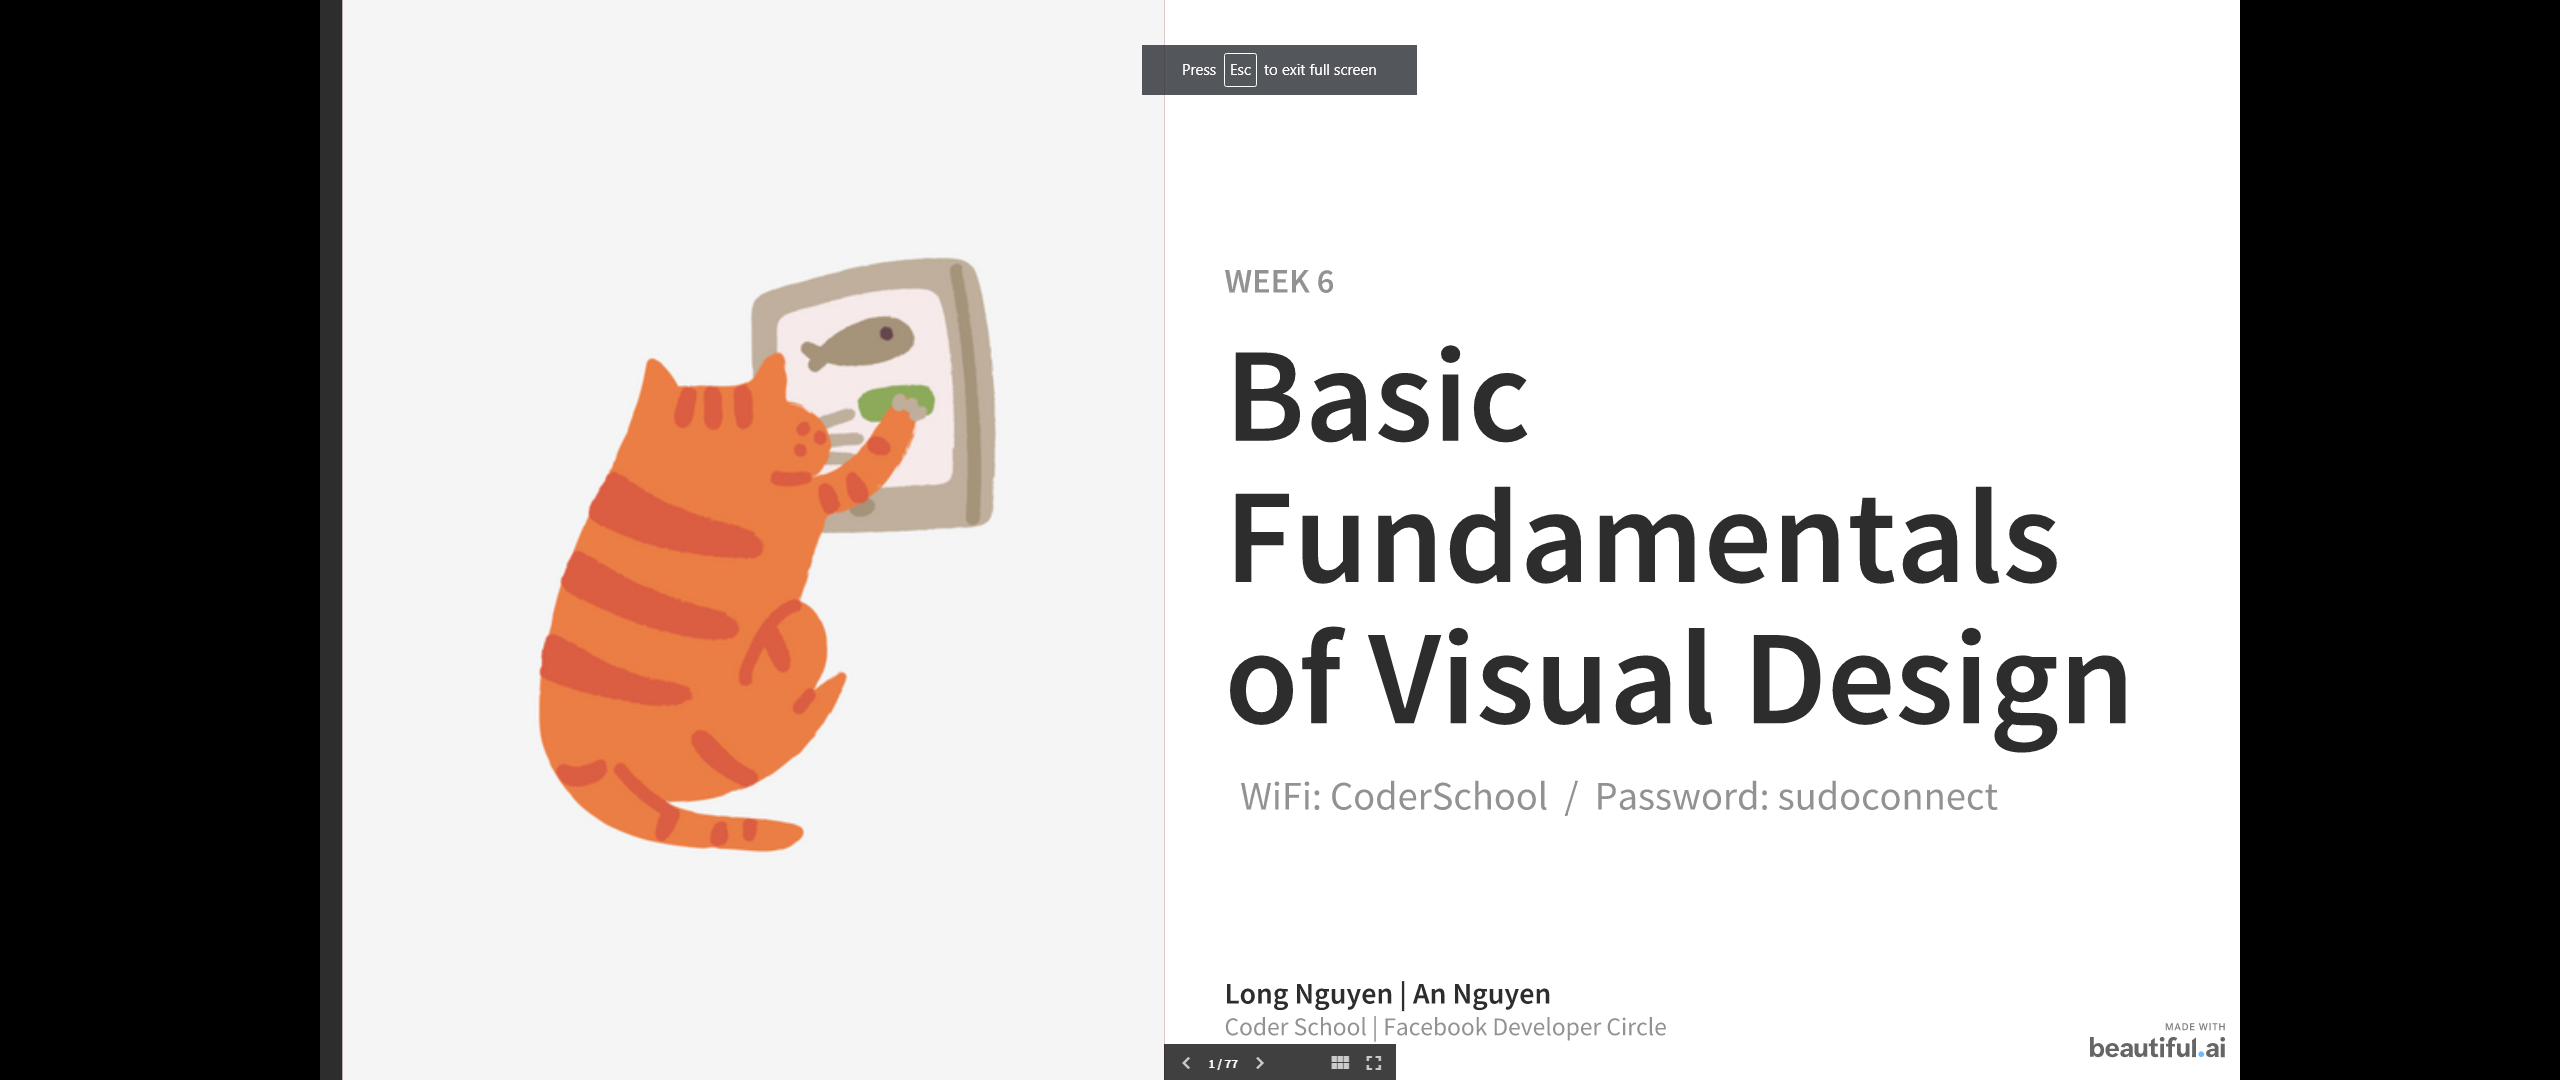 Press Esc to exit full screen
WEEK 6
Basic
Fundamentals
of Visual Design
WiFi: CoderSchool / Password: sudoconnect
Long Nguyen | An Nguyen
Coder School | Facebook Developer Circle
1 / 77
MADE WITH
beautiful.ai